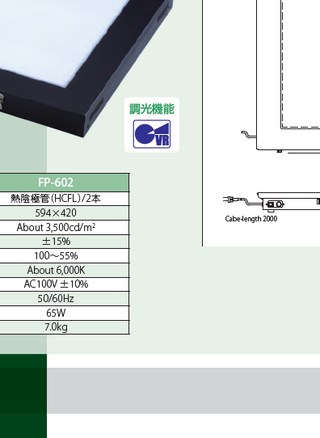 調光機能
VR
Cabe-length 2000
FP-602
熱陰極管（HCFL）/2本
594×420
About 3,500cd/m²
±15%
100～55%
About 6,000K
AC100V ±10%
50/60Hz
65W
7.0kg